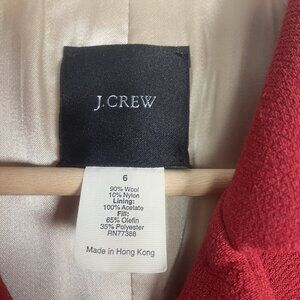 J.CREW
6
90% Wool
10% Nylon
Lining:
100% Acetate
Fill:
65% Olefin
35% Polyester
RN77388
Made in Hong Kong